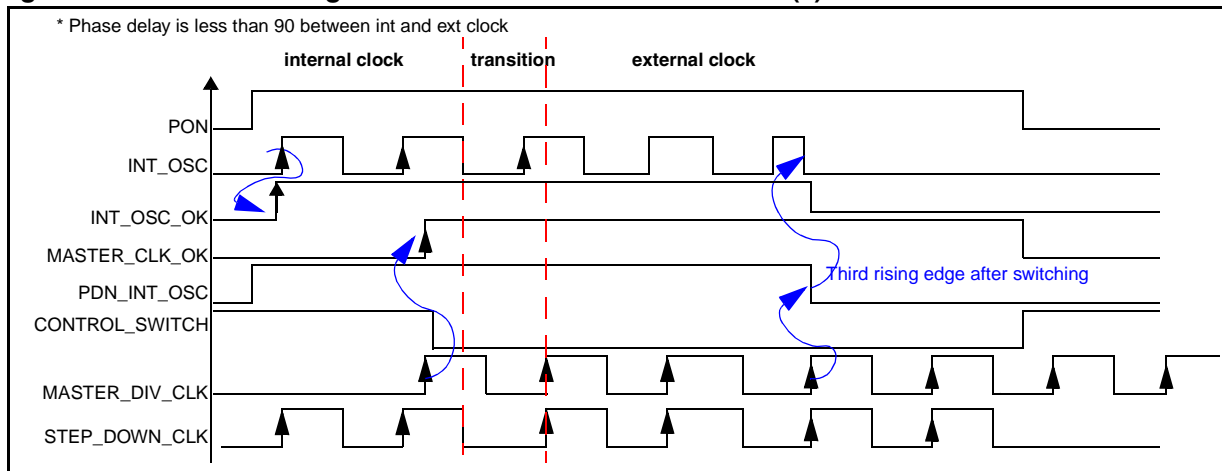 * Phase delay is less than 90 between int and ext clock
internal clock
transition
external clock
PON
INT_OSC
INT_OSC_OK
MASTER_CLK_OK
PDN_INT_OSC
Third rising edge after switching
CONTROL_SWITCH
MASTER_DIV_CLK
STEP_DOWN_CLK